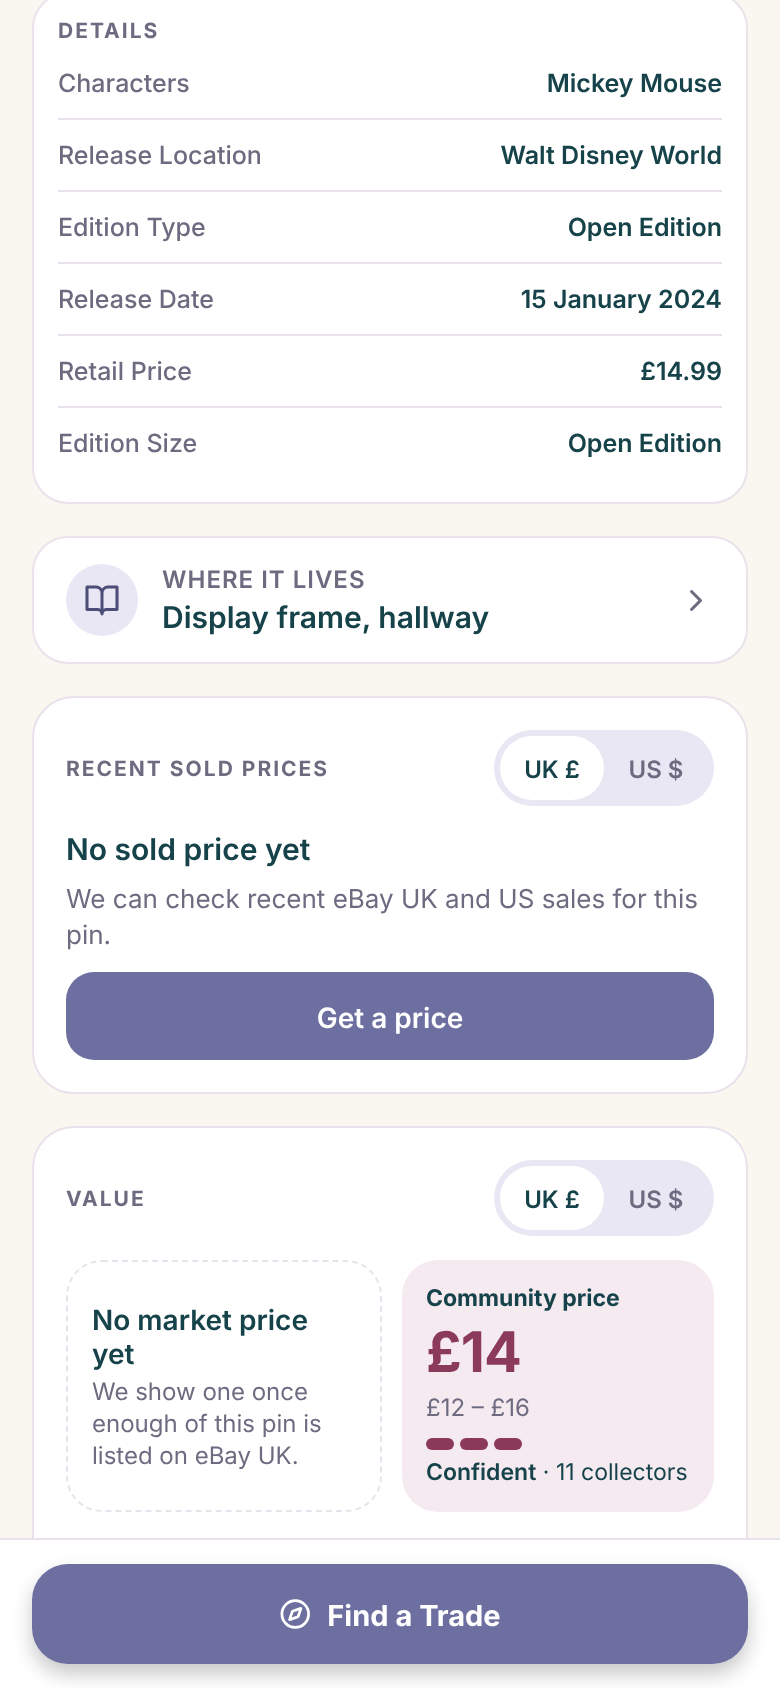 DETAILS
Characters Mickey Mouse
Release Location Walt Disney World
Edition Type Open Edition
Release Date 15 January 2024
Retail Price £14.99
Edition Size Open Edition
WHERE IT LIVES
Display frame, hallway
RECENT SOLD PRICES UK £ US $
No sold price yet
We can check recent eBay UK and US sales for this
pin.
Get a price
VALUE UK £ US $
No market price
yet
We show one once
enough of this pin is
listed on eBay UK.
Community price
£14
£12 – £16
Confident · 11 collectors
Find a Trade